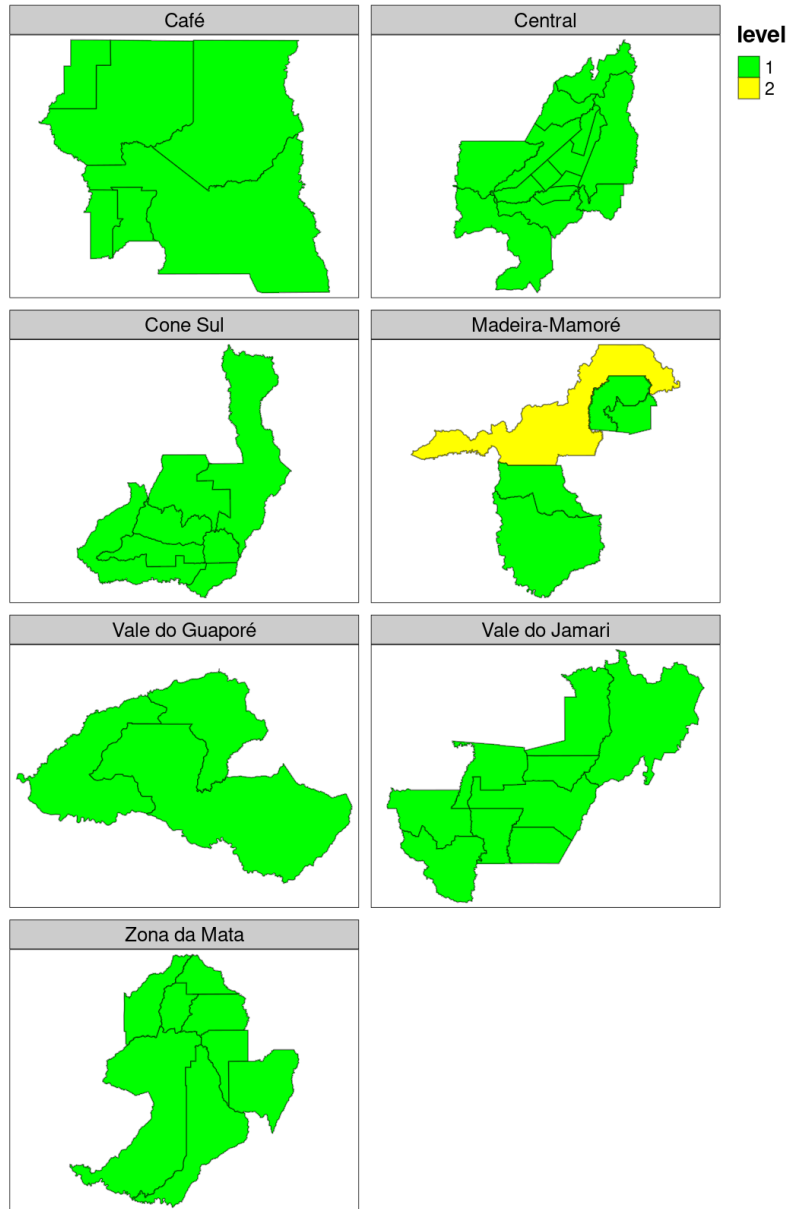 Café
Central
level
1
2
Cone Sul
Madeira-Mamoré
Vale do Guaporé
Vale do Jamari
Zona da Mata